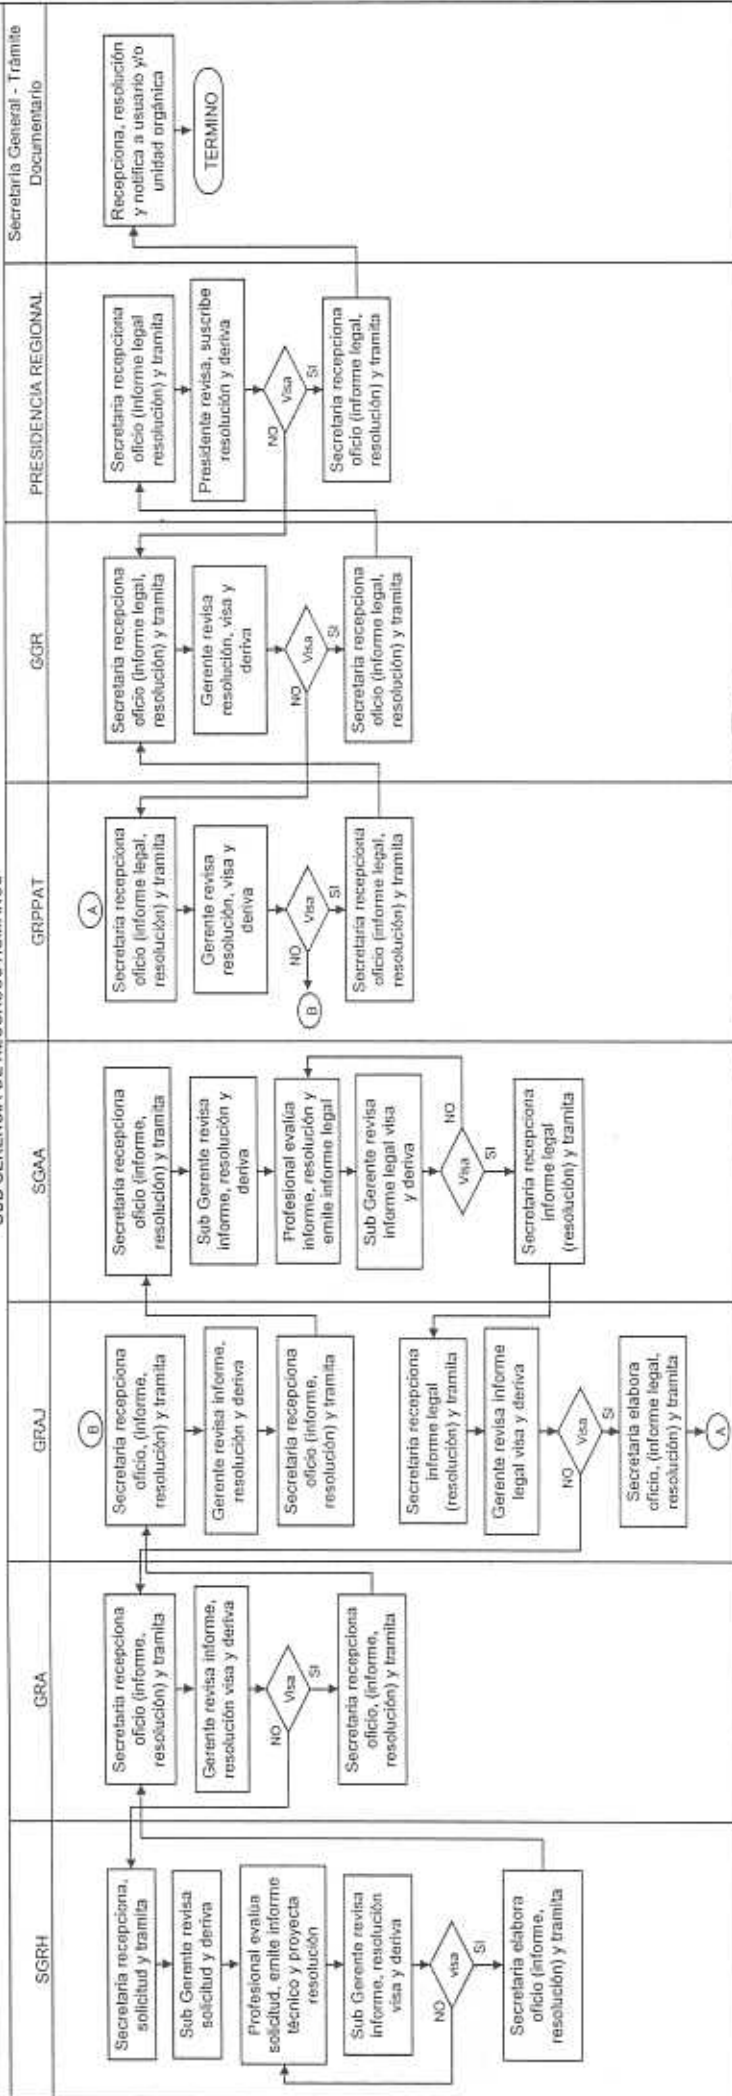 SUB GERENCIA DE RECURSOS HUMANOS
SGRH
Secretaria recepciona,
solicitud y tramita
Sub Gerente revisa
solicitud y deriva
Profesional evalúa
solicitud, emite informe
técnico y proyecta
resolución
Sub Gerente revisa
informe, resolución
visa y deriva
visa
NO
SI
Secretaria elabora
oficio (informe,
resolución) y tramita
GRA
Secretaria recepciona
oficio (informe,
resolución) y tramita
Gerente revisa informe,
resolución visa y deriva
Visa
NO
SI
Secretaria recepciona
oficio, (informe,
resolución) y tramita
GRAJ
B
Secretaria recepciona
oficio, (informe,
resolución) y tramita
Gerente revisa informe,
resolución y deriva
Secretaria recepciona
oficio (informe,
resolución) y tramita
Secretaria recepciona
informe legal
(resolución) y tramita
Gerente revisa informe
legal visa y deriva
Visa
NO
SI
Secretaria elabora
oficio, (informe legal,
resolución) y tramita
A
SGAA
Secretaria recepciona
oficio (informe,
resolución) y tramita
Sub Gerente revisa
informe, resolución y
deriva
Profesional evalúa
informe, resolución y
emite informe legal
Sub Gerente revisa
informe legal visa
y deriva
Visa
NO
SI
Secretaria recepciona
informe legal
(resolución) y tramita
GRPPAT
A
Secretaria recepciona
oficio (informe legal,
resolución) y tramita
Gerente revisa
resolución, visa y
deriva
Visa
NO
B
SI
Secretaria recepciona
oficio (informe legal,
resolución) y tramita
GGR
Secretaria recepciona
oficio (informe legal,
resolución) y tramita
Gerente revisa
resolución, visa y
deriva
Visa
NO
SI
Secretaria recepciona
oficio (informe legal,
resolución) y tramita
PRESIDENCIA REGIONAL
Secretaria recepciona
oficio (informe legal
resolución) y tramita
Presidente revisa, suscribe
resolución y deriva
Visa
NO
SI
Secretaria recepciona
oficio (informe legal,
resolución) y tramita
Secretaría General - Trámite
Documentario
Recepciona, resolución
y notifica a usuario y/o
unidad orgánica
TERMINO